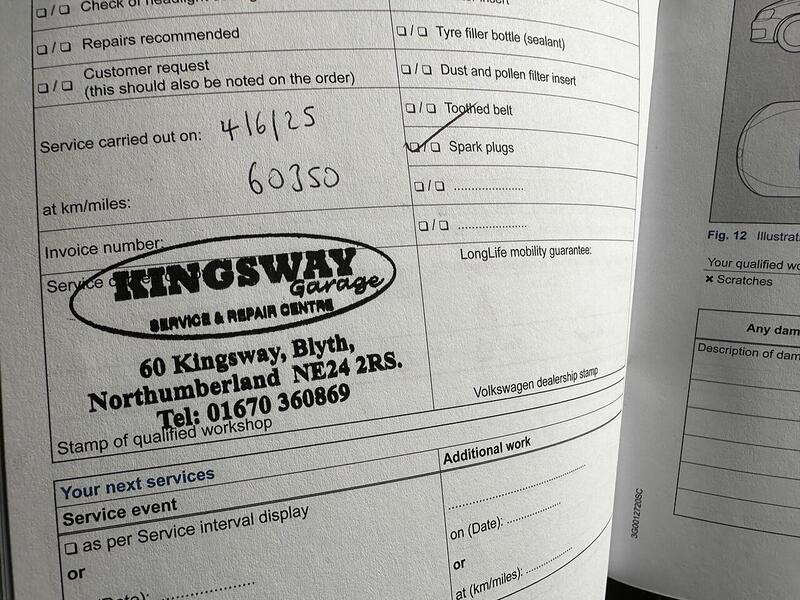 ❏ / ❏ Repairs recommended
❏ / ❏ Customer request
(this should also be noted on the order)
Service carried out on: 4/6/25
at km/miles: 60350
Invoice number:
KINGSWAY
Garage
SERVICE & REPAIR CENTRE
60 Kingsway, Blyth,
Northumberland NE24 2RS.
Tel: 01670 360869
Stamp of qualified workshop
❏ / ❏ Tyre filler bottle (sealant)
❏ / ❏ Dust and pollen filter insert
❏ / ❏ Toothed belt
❏ / ❏ Spark plugs
❏ / ❏ ......................
❏ / ❏ ......................
LongLife mobility guarantee:
Volkswagen dealership stamp
Your next services
Service event
❏ as per Service interval display
or
Additional work
......................
on (Date): ......................
or
at (km/miles): ......................
3G0012720SC
Fig. 12
Your qualified
× Scratches
Any
Description of